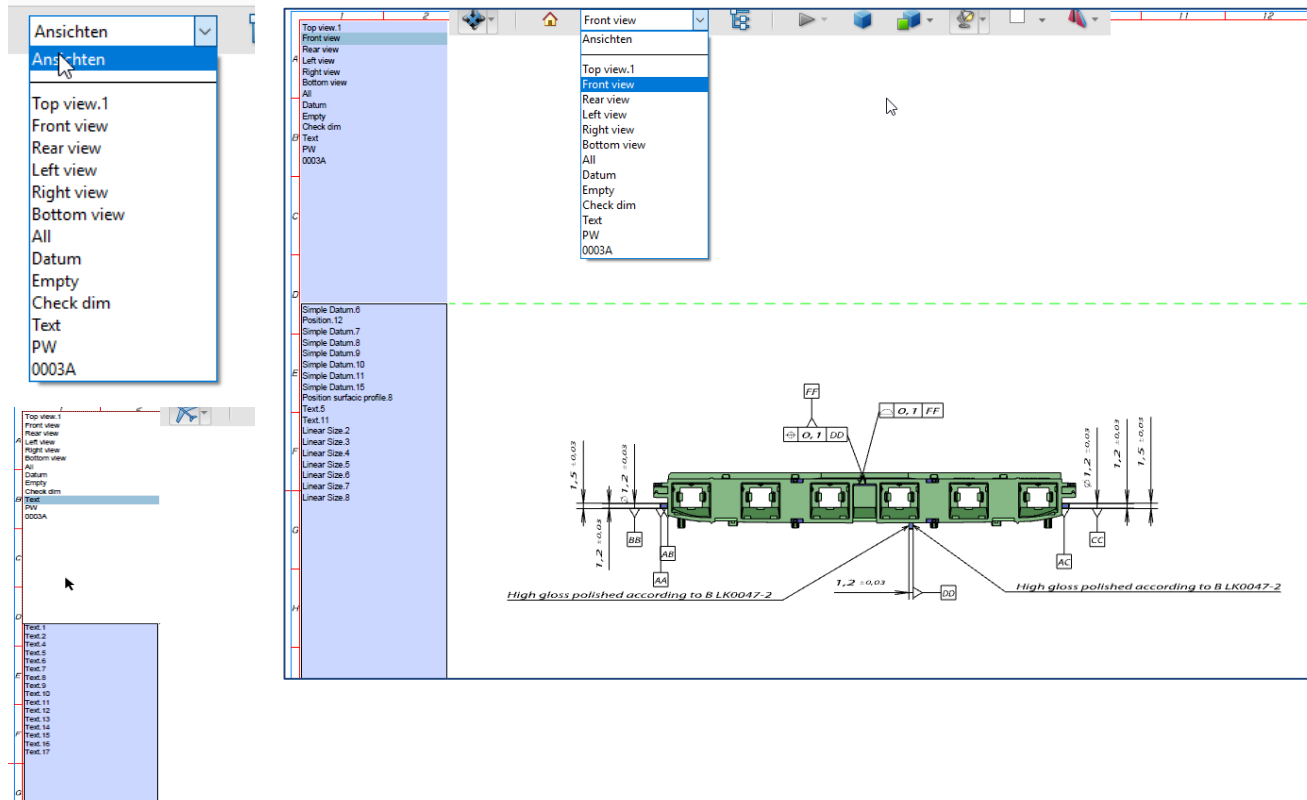 Ansichten
Ansichten
Top view.1
Front view
Rear view
Left view
Right view
Bottom view
All
Datum
Empty
Check dim
Text
PW
0003A
1
2
11
12
Top view.1
Front view
Rear view
A Left view
Right view
Bottom view
All
Datum
Empty
Check dim
B Text
PW
0003A
C
D
Front view
Ansichten
Top view.1
Front view
Rear view
Left view
Right view
Bottom view
All
Datum
Empty
Check dim
Text
PW
0003A
Simple Datum.6
Position.12
Simple Datum.7
Simple Datum.8
Simple Datum.9
Simple Datum.10
E Simple Datum.11
Simple Datum.15
Position surfacic profile.8
Text.5
Text.11
Linear Size.2
Linear Size.3
F Linear Size.4
Linear Size.5
Linear Size.6
Linear Size.7
Linear Size.8
G
H
FF
⌓ 0,1 FF
⌖ 0,1 DD
1,5 ±0,03
∅ 1,2 ±0,03
1,2 ±0,03
∅ 1,2 ±0,03
1,2 ±0,03
1,5 ±0,03
BB
AB
AA
CC
AC
1,2 ±0,03
DD
High gloss polished according to B LK0047-2
High gloss polished according to B LK0047-2
Top view.1
Front view
Rear view
A Left view
Right view
Bottom view
All
Datum
Empty
Check dim
B Text
PW
0003A
C
D
Text.1
Text.2
Text.4
Text.5
E Text.6
Text.7
Text.8
Text.9
Text.10
Text.11
Text.12
Text.13
Text.14
F Text.15
Text.16
Text.17
G